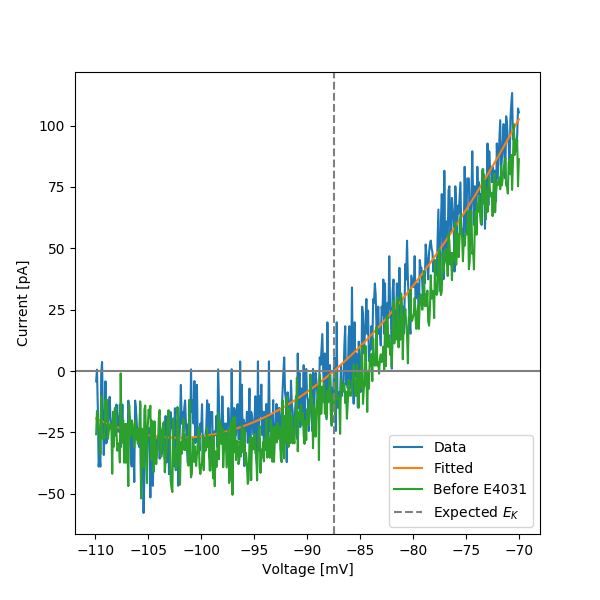 100
75
50
25
0
−25
−50
Current [pA]
Data
Fitted
Before E4031
Expected E_K
−110 −105 −100 −95 −90 −85 −80 −75 −70
Voltage [mV]